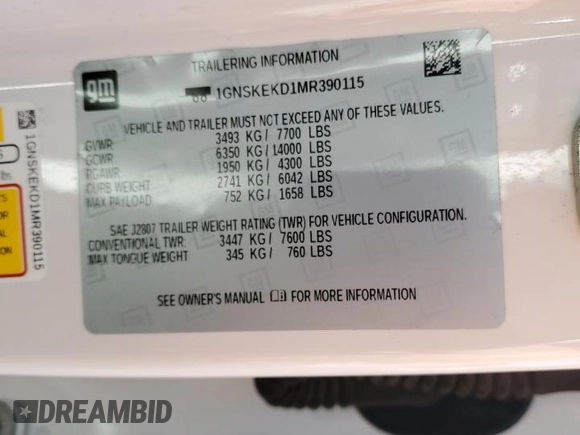 TRAILERING INFORMATION
gm
1GNSKEKD1MR390115
VEHICLE AND TRAILER MUST NOT EXCEED ANY OF THESE VALUES.
GVWR 3493 KG / 7700 LBS
GCWR 6350 KG / 14000 LBS
RGAWR 1950 KG / 4300 LBS
CURB WEIGHT 2741 KG / 6042 LBS
MAX PAYLOAD 752 KG / 1658 LBS
SAE J2807 TRAILER WEIGHT RATING (TWR) FOR VEHICLE CONFIGURATION.
CONVENTIONAL TWR: 3447 KG / 7600 LBS
MAX TONGUE WEIGHT 345 KG / 760 LBS
SEE OWNER'S MANUAL FOR MORE INFORMATION
1GNSKEKD1MR390115
DREAMBID